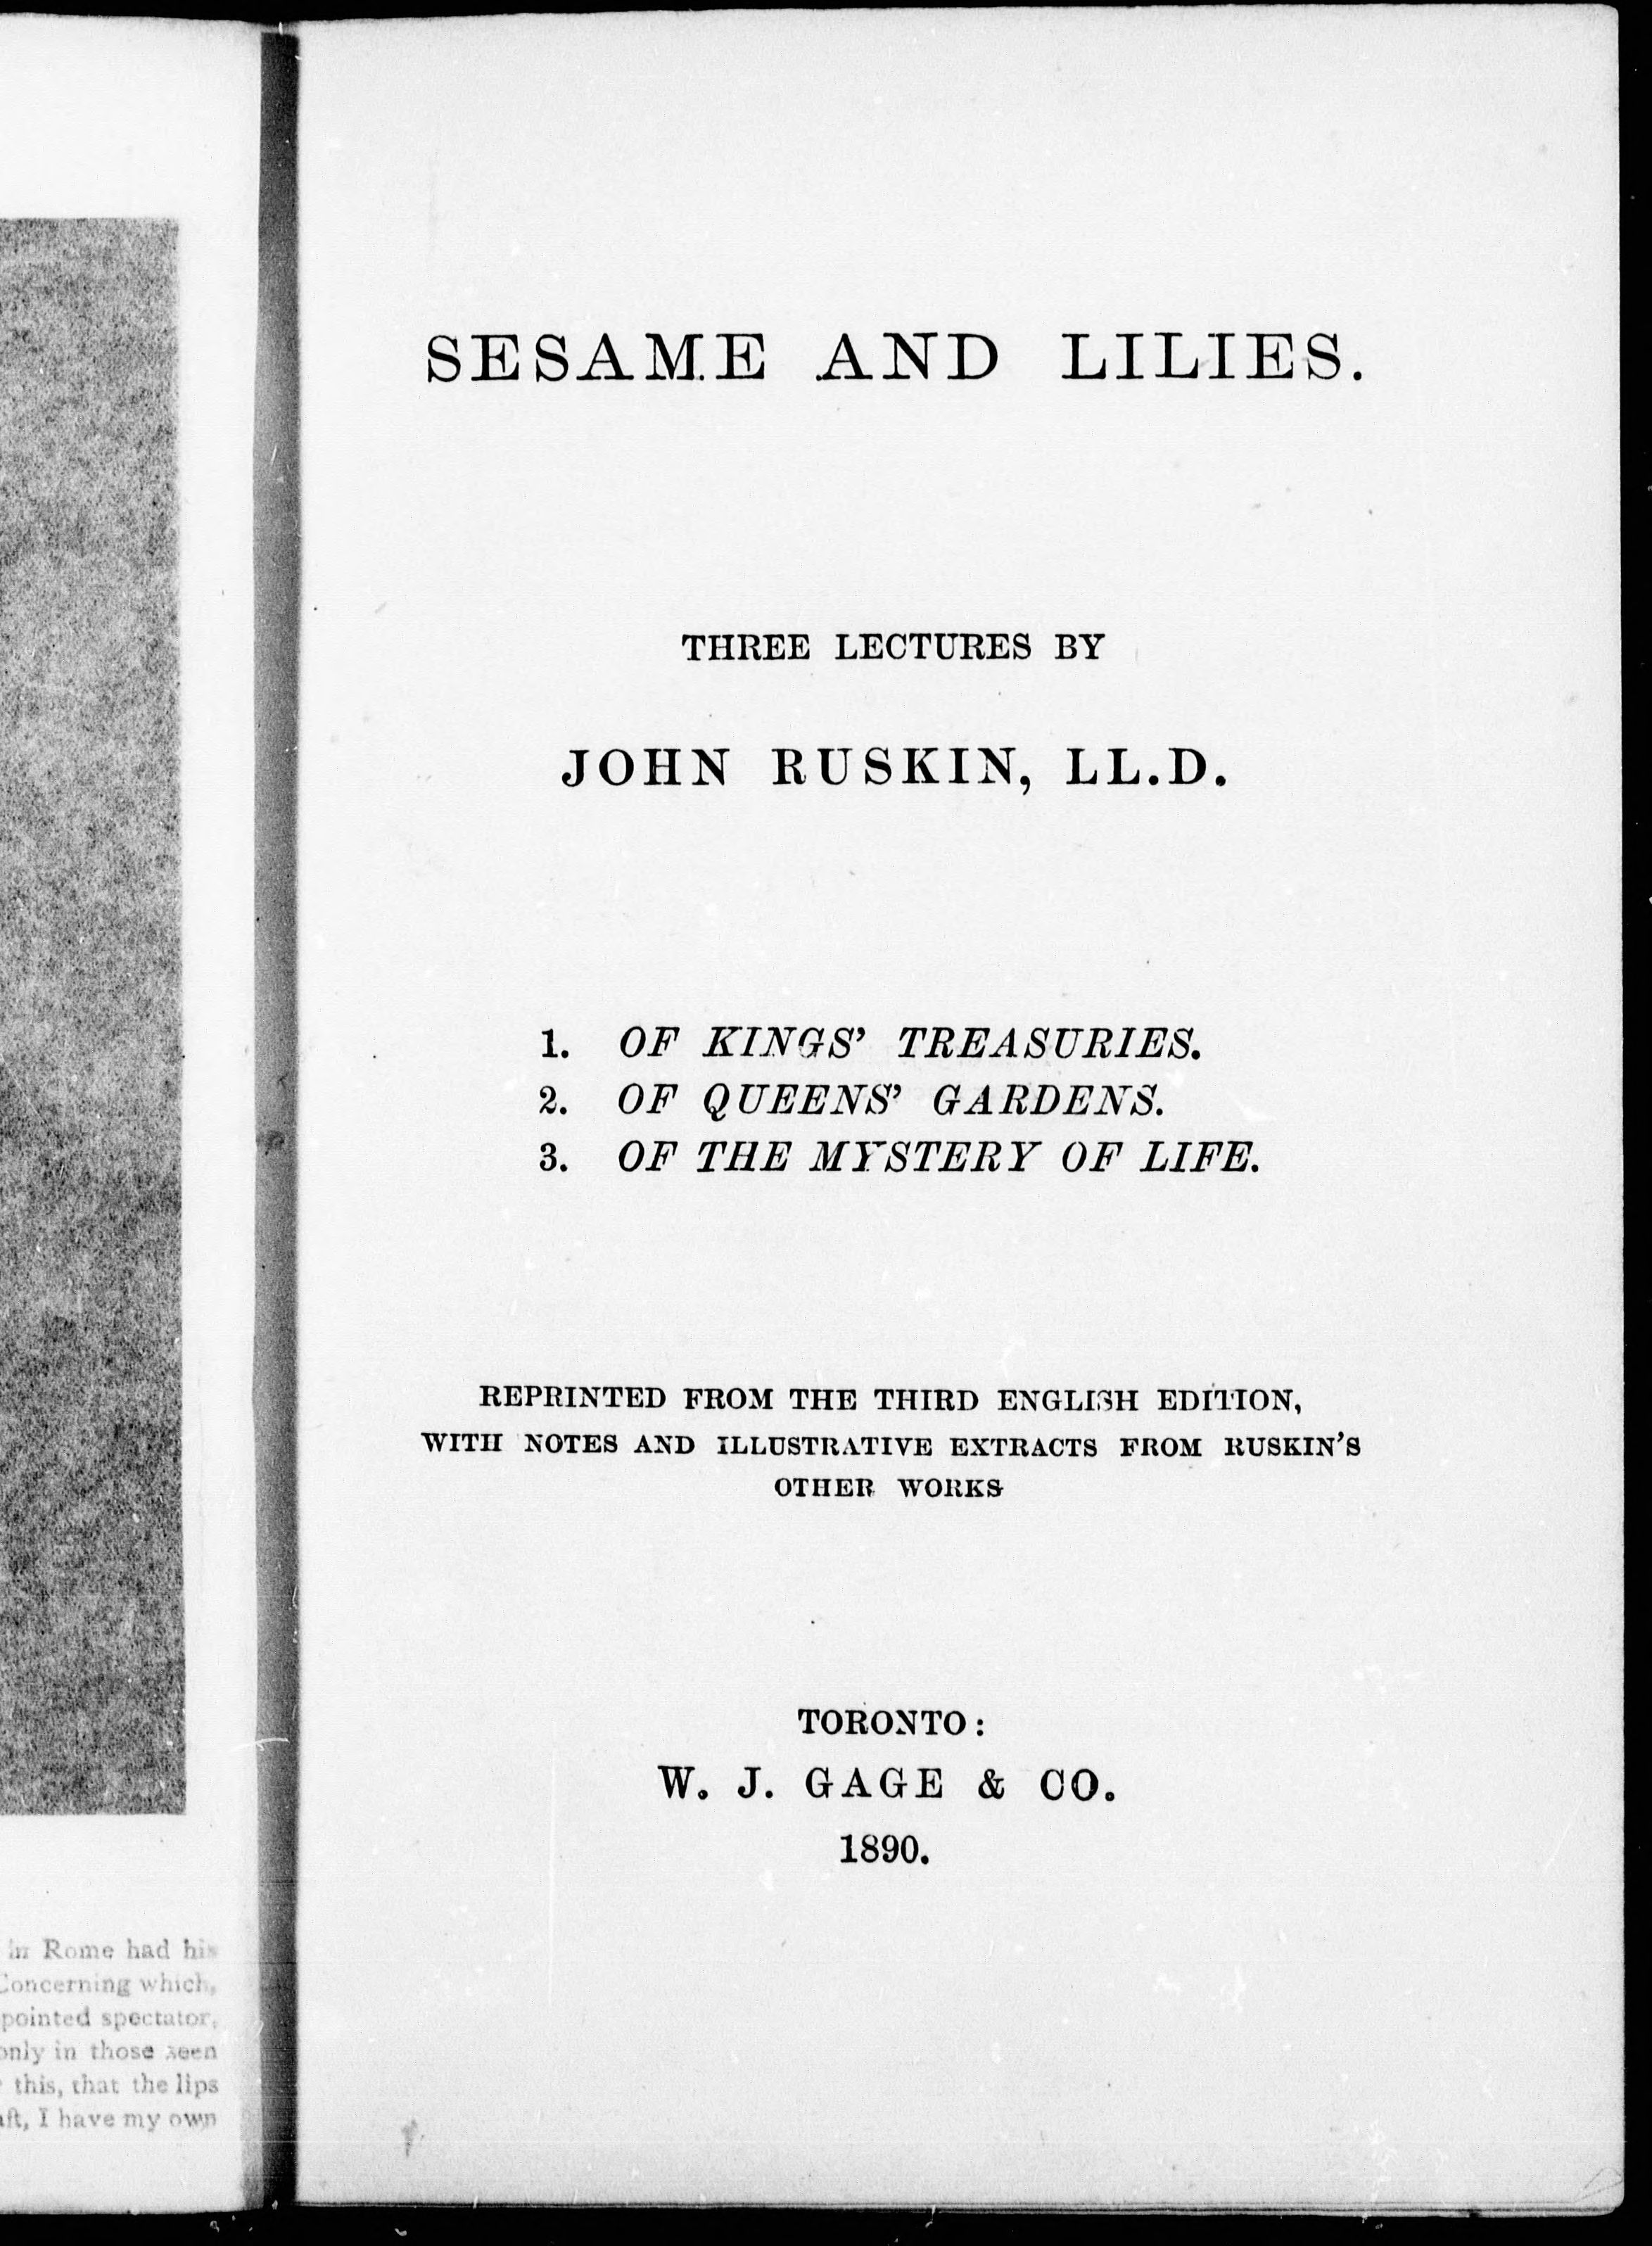 in Rome had his
Concerning which,
pointed spectator,
only in those seen
this, that the lips
I have my own
SESAME AND LILIES.
THREE LECTURES BY
JOHN RUSKIN, LL.D.
1. OF KINGS' TREASURIES.
2. OF QUEENS' GARDENS.
3. OF THE MYSTERY OF LIFE.
REPRINTED FROM THE THIRD ENGLISH EDITION,
WITH NOTES AND ILLUSTRATIVE EXTRACTS FROM RUSKIN'S
OTHER WORKS
TORONTO:
W. J. GAGE & CO.
1890.